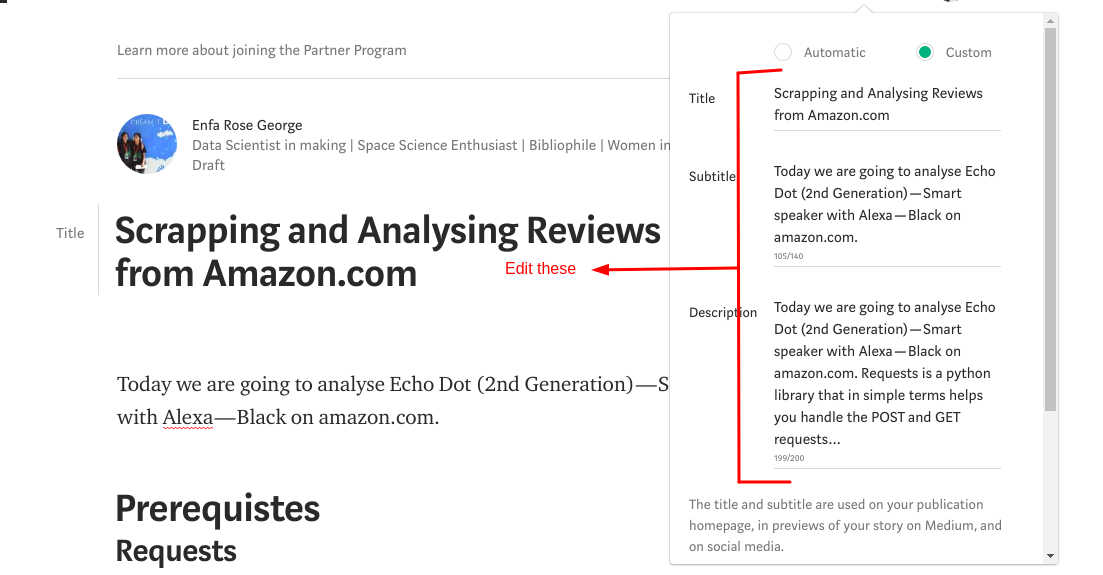 Learn more about joining the Partner Program
Enfa Rose George
Data Scientist in making | Space Science Enthusiast | Bibliophile | Women in
Draft
Title
Scrapping and Analysing Reviews
from Amazon.com
Today we are going to analyse Echo Dot (2nd Generation) — S
with Alexa — Black on amazon.com.
Prerequistes
Requests
Edit these
Automatic
Custom
Title
Scrapping and Analysing Reviews
from Amazon.com
Subtitle
Today we are going to analyse Echo
Dot (2nd Generation) — Smart
speaker with Alexa — Black on
amazon.com.
105/140
Description
Today we are going to analyse Echo
Dot (2nd Generation) — Smart
speaker with Alexa — Black on
amazon.com. Requests is a python
library that in simple terms helps
you handle the POST and GET
requests…
199/200
The title and subtitle are used on your publication
homepage, in previews of your story on Medium, and
on social media.